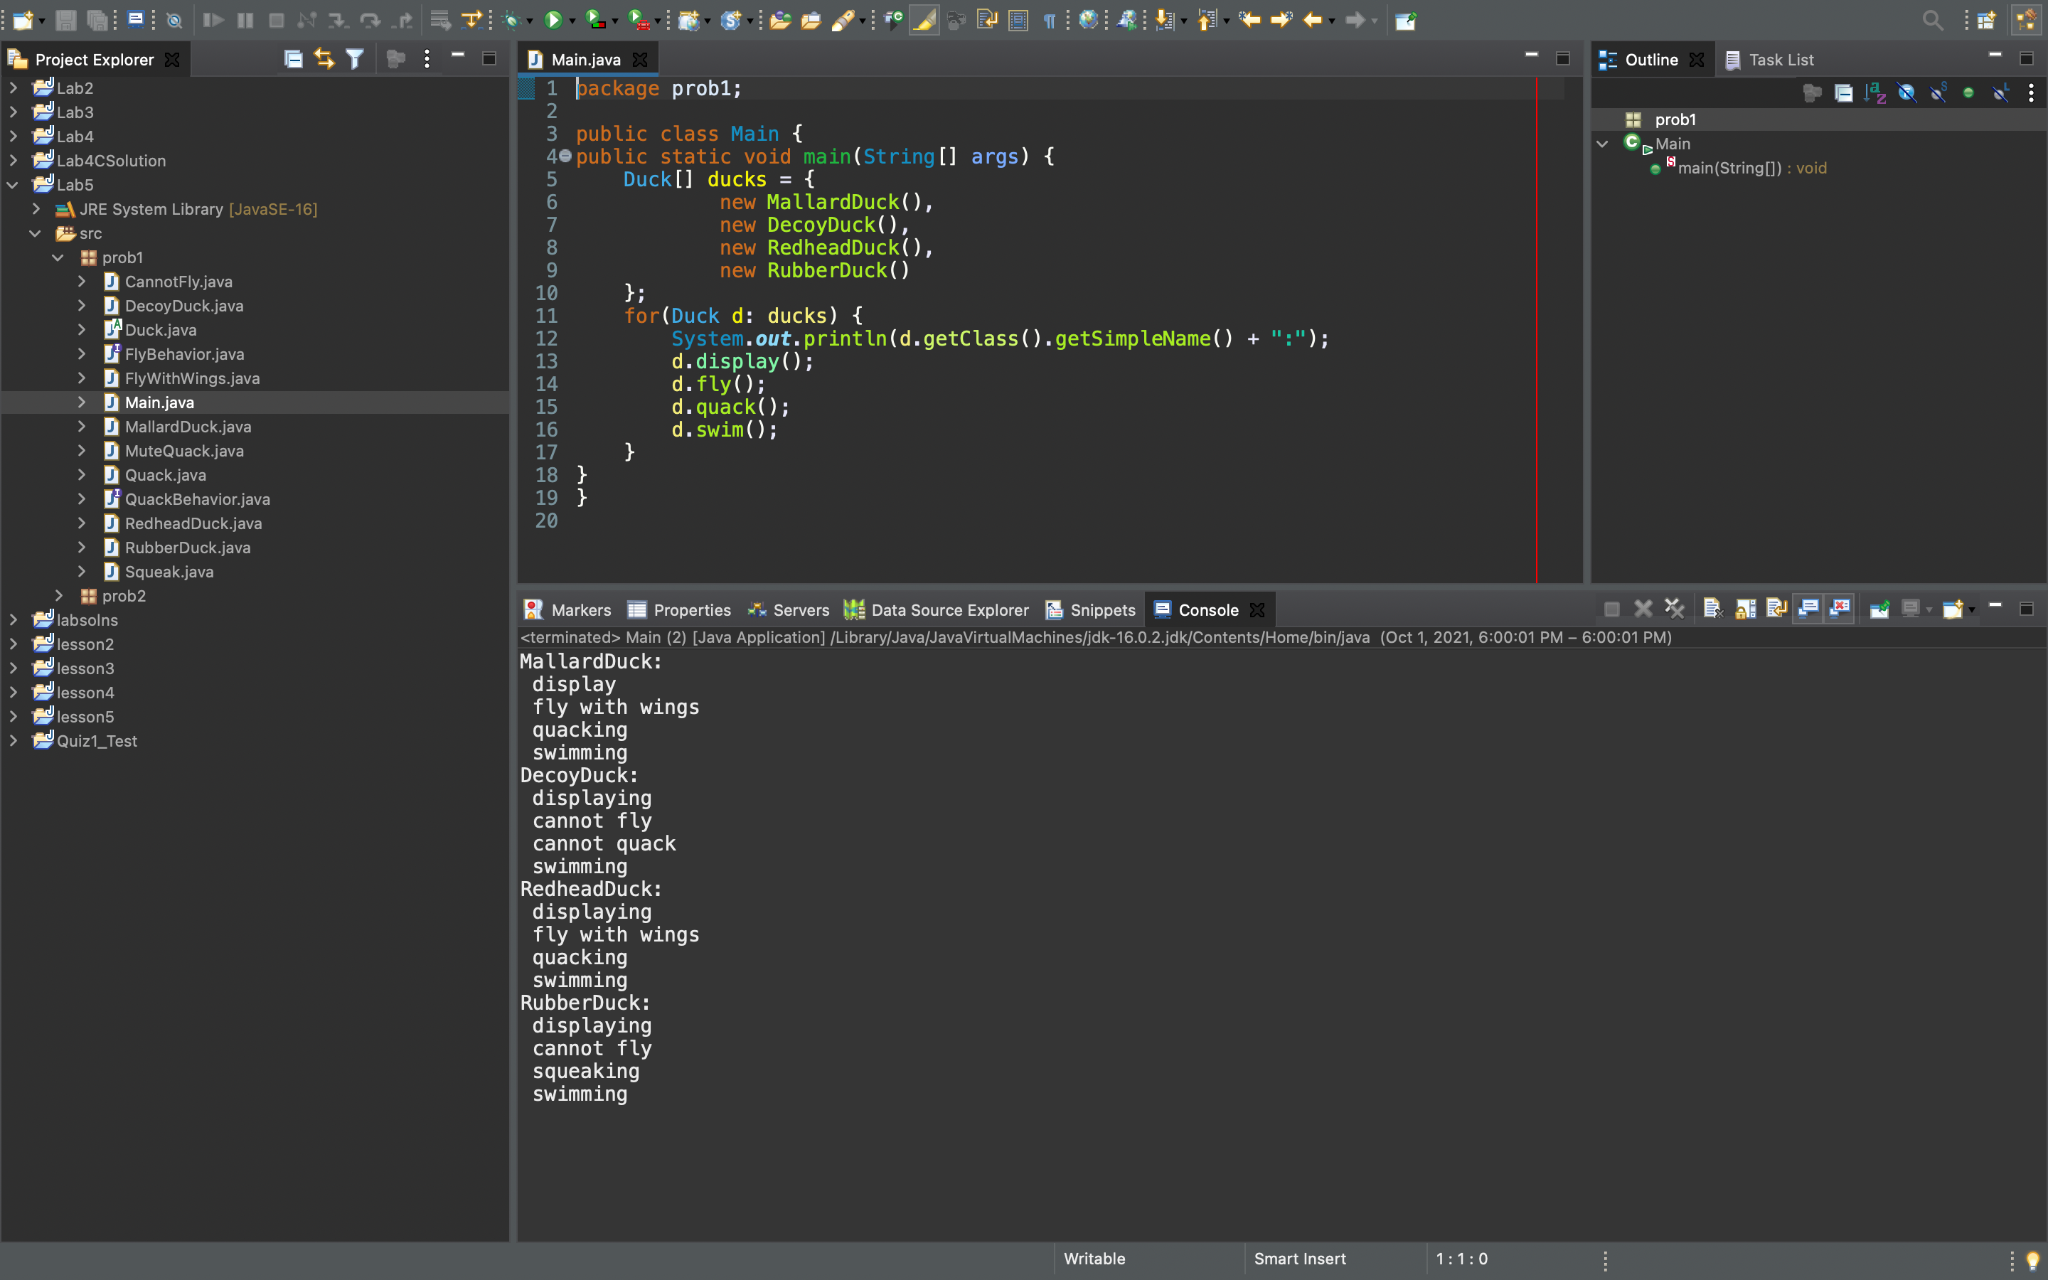 Project Explorer
Lab2
Lab3
Lab4
Lab4CSolution
Lab5
JRE System Library [JavaSE-16]
src
prob1
CannotFly.java
DecoyDuck.java
Duck.java
FlyBehavior.java
FlyWithWings.java
Main.java
MallardDuck.java
MuteQuack.java
Quack.java
QuackBehavior.java
RedheadDuck.java
RubberDuck.java
Squeak.java
prob2
labsolns
lesson2
lesson3
lesson4
lesson5
Quiz1_Test
Main.java
1 package prob1;
2
3 public class Main {
4 public static void main(String[] args) {
5 Duck[] ducks = {
6 new MallardDuck(),
7 new DecoyDuck(),
8 new RedheadDuck(),
9 new RubberDuck()
10 };
11 for(Duck d: ducks) {
12 System.out.println(d.getClass().getSimpleName() + ":");
13 d.display();
14 d.fly();
15 d.quack();
16 d.swim();
17 }
18 }
19 }
20
Outline Task List
prob1
Main
main(String[]) : void
Markers Properties Servers Data Source Explorer Snippets Console
<terminated> Main (2) [Java Application] /Library/Java/JavaVirtualMachines/jdk-16.0.2.jdk/Contents/Home/bin/java (Oct 1, 2021, 6:00:01 PM – 6:00:01 PM)
MallardDuck:
display
fly with wings
quacking
swimming
DecoyDuck:
displaying
cannot fly
cannot quack
swimming
RedheadDuck:
displaying
fly with wings
quacking
swimming
RubberDuck:
displaying
cannot fly
squeaking
swimming
Writable Smart Insert 1 : 1 : 0